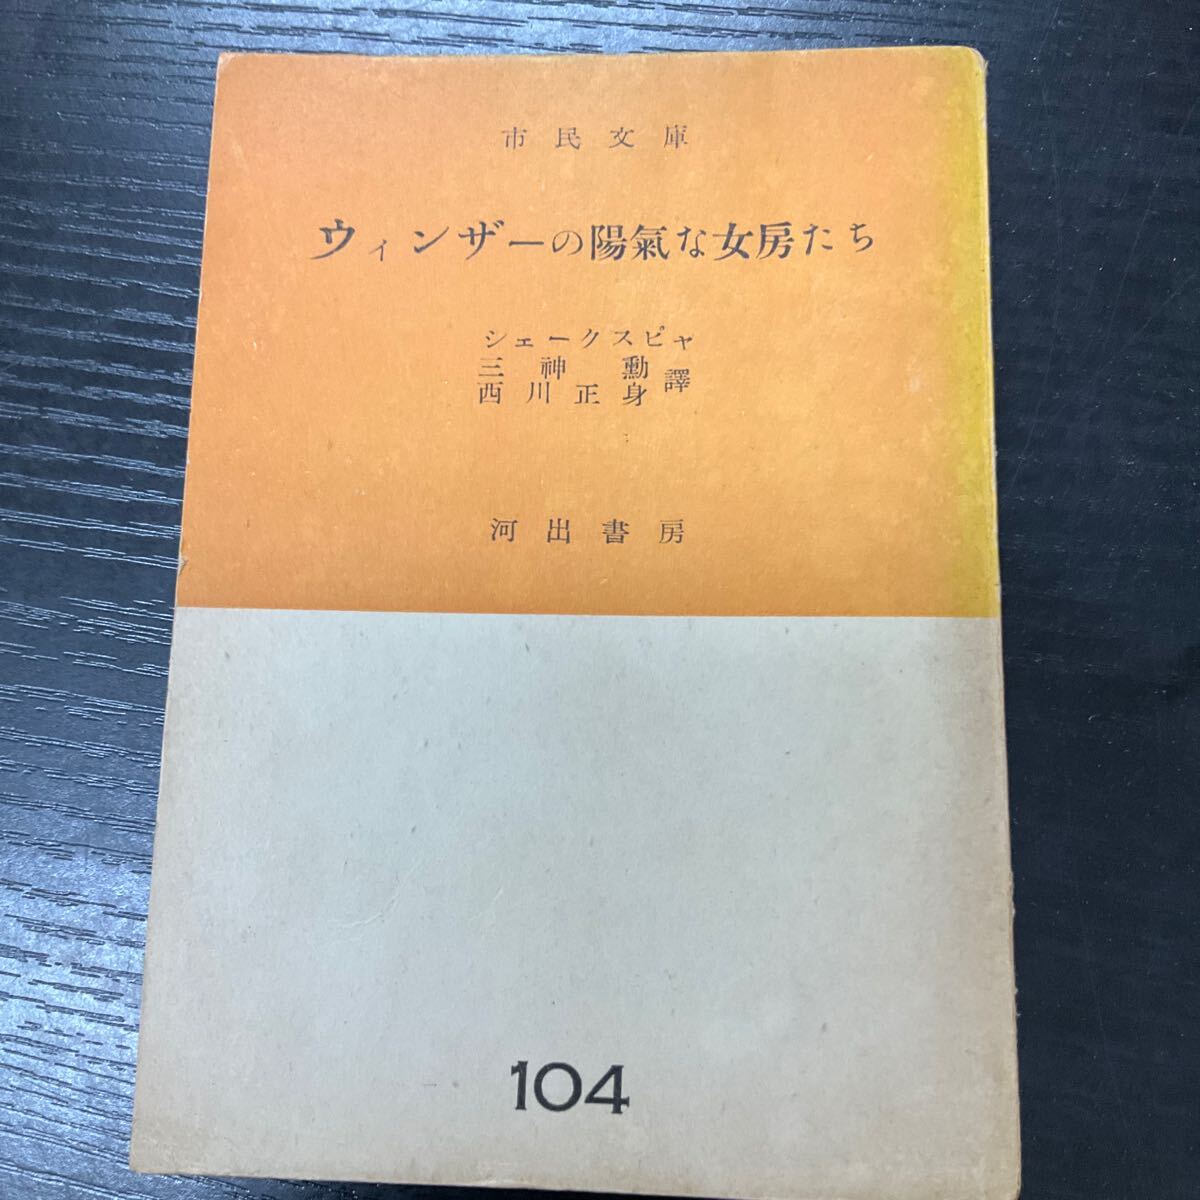 市民文庫
ウィンザーの陽氣な女房たち
シェークスピャ
三神勳
西川正身譯
河出書房
104